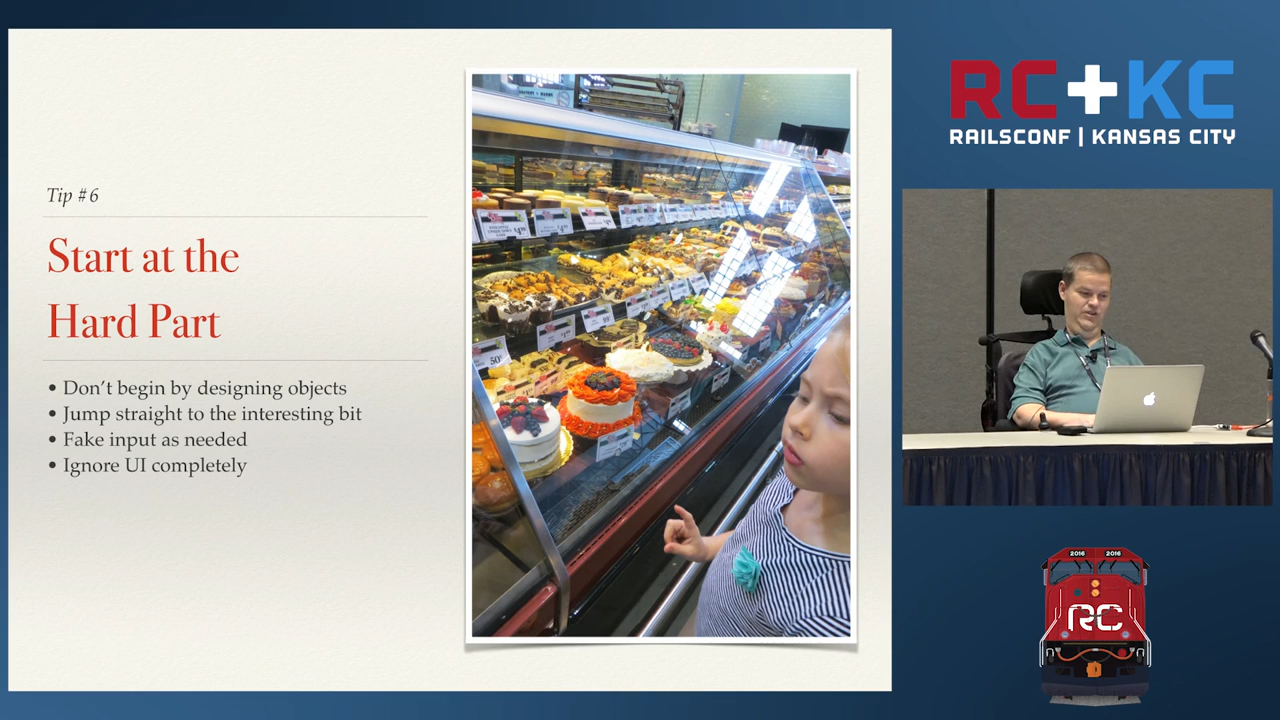 Tip #6
Start at the
Hard Part
• Don’t begin by designing objects
• Jump straight to the interesting bit
• Fake input as needed
• Ignore UI completely
50¢
RC+KC
RAILSCONF | KANSAS CITY
2016 2016
RC